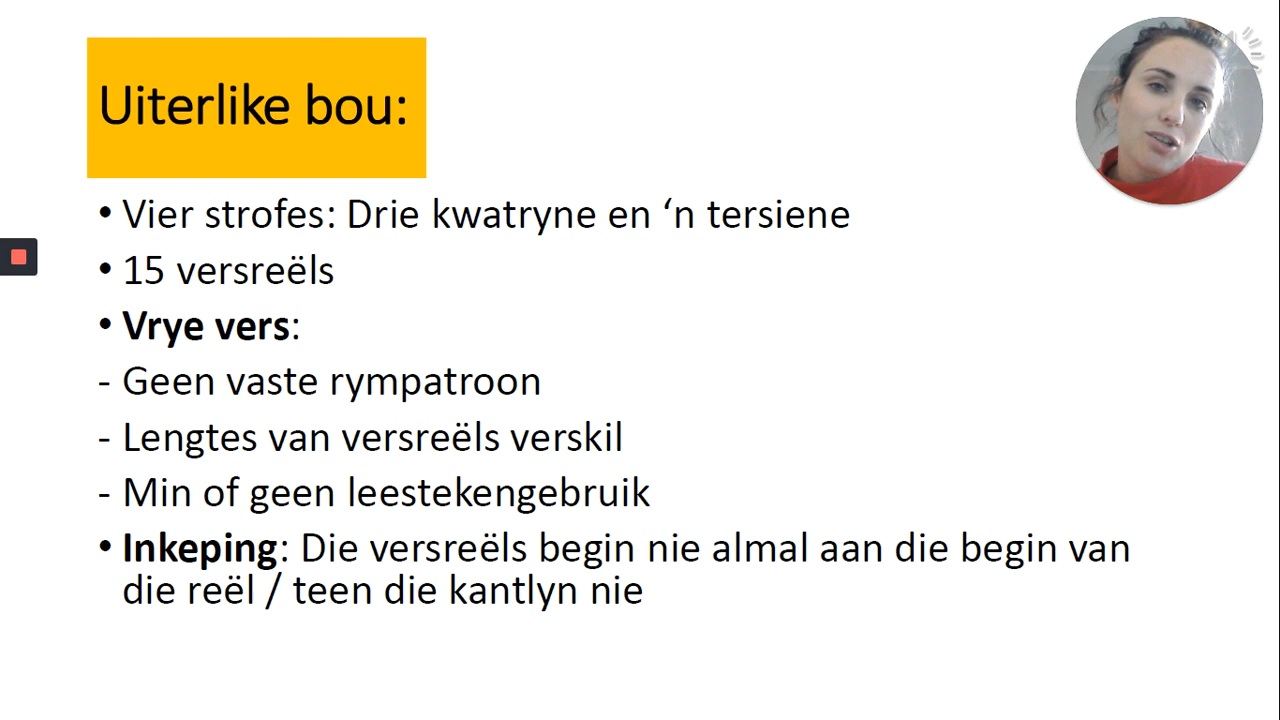 Uiterlike bou:
• Vier strofes: Drie kwatryne en ‘n tersiene
• 15 versreëls
• Vrye vers:
- Geen vaste rympatroon
- Lengtes van versreëls verskil
- Min of geen leestekengebruik
• Inkeping: Die versreëls begin nie almal aan die begin van
die reël / teen die kantlyn nie